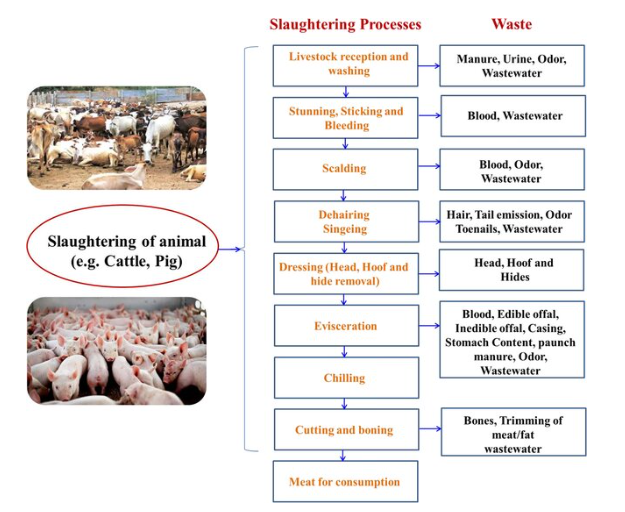 Slaughtering Processes
Waste
Livestock reception and
washing
Manure, Urine, Odor,
Wastewater
Stunning, Sticking and
Bleeding
Blood, Wastewater
Scalding
Blood, Odor,
Wastewater
Slaughtering of animal
(e.g. Cattle, Pig)
Dehairing
Singeing
Hair, Tail emission, Odor
Toenails, Wastewater
Dressing (Head, Hoof and
hide removal)
Head, Hoof and
Hides
Evisceration
Blood, Edible offal,
Inedible offal, Casing,
Stomach Content, paunch
manure, Odor,
Wastewater
Chilling
Cutting and boning
Bones, Trimming of
meat/fat
wastewater
Meat for consumption